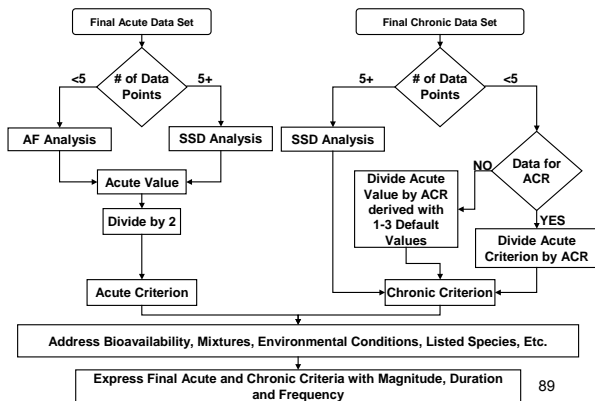 Final Acute Data Set
Final Chronic Data Set
<5
# of Data
Points
5+
5+
# of Data
Points
<5
AF Analysis
SSD Analysis
SSD Analysis
Data for
ACR
NO
Acute Value
Divide Acute
Value by ACR
derived with
1-3 Default
Values
YES
Divide by 2
Divide Acute
Criterion by ACR
Acute Criterion
Chronic Criterion
Address Bioavailability, Mixtures, Environmental Conditions, Listed Species, Etc.
Express Final Acute and Chronic Criteria with Magnitude, Duration
and Frequency
89